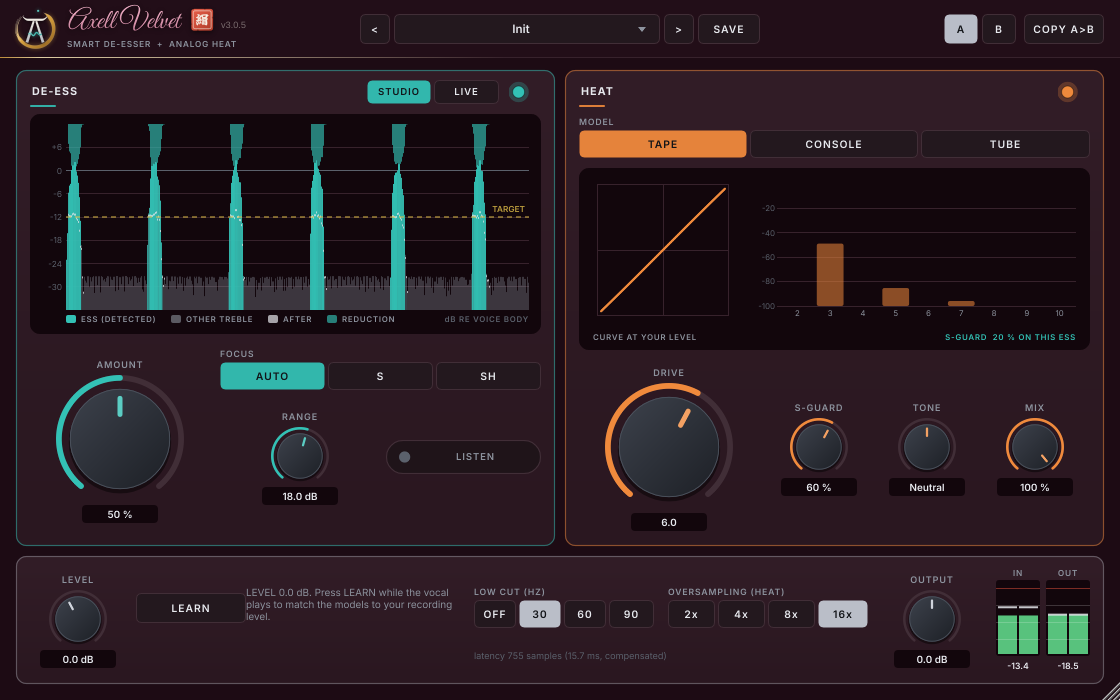 AxellVelvet v3.0.5
SMART DE-ESSER + ANALOG HEAT
<
Init
>
SAVE
A
B
COPY A>B
DE-ESS
STUDIO
LIVE
+6
0
-6
-12
-18
-24
-30
TARGET
ESS (DETECTED)
OTHER TREBLE
AFTER
REDUCTION
dB RE VOICE BODY
AMOUNT
50 %
FOCUS
AUTO
S
SH
RANGE
18.0 dB
LISTEN
HEAT
MODEL
TAPE
CONSOLE
TUBE
-20
-40
-60
-80
-100
2 3 4 5 6 7 8 9 10
CURVE AT YOUR LEVEL
S-GUARD 20 % ON THIS ESS
DRIVE
6.0
S-GUARD
60 %
TONE
Neutral
MIX
100 %
LEVEL
0.0 dB
LEARN
LEVEL 0.0 dB. Press LEARN while the vocal
plays to match the models to your recording
level.
LOW CUT (HZ)
OFF
30
60
90
OVERSAMPLING (HEAT)
2x
4x
8x
16x
latency 755 samples (15.7 ms, compensated)
OUTPUT
0.0 dB
IN
OUT
-13.4
-18.5